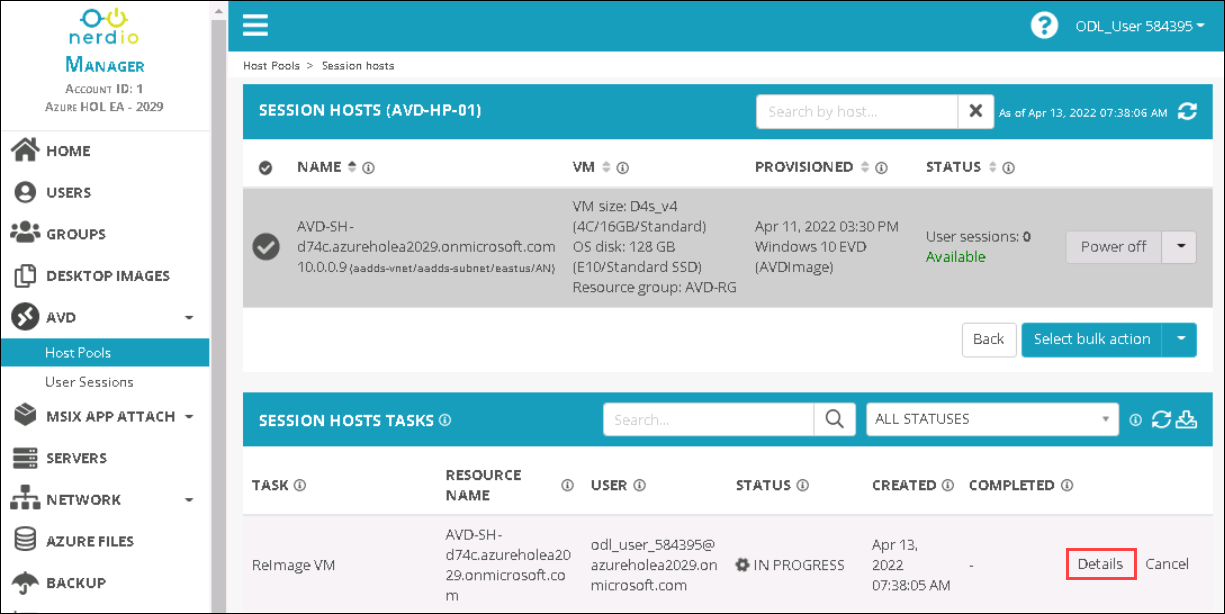 nerdio
MANAGER
ACCOUNT ID: 1
AZURE HOL EA - 2029
HOME
USERS
GROUPS
DESKTOP IMAGES
AVD
Host Pools
User Sessions
MSIX APP ATTACH
SERVERS
NETWORK
AZURE FILES
BACKUP
? ODL_User 584395
Host Pools > Session hosts
SESSION HOSTS (AVD-HP-01) Search by host... As of Apr 13, 2022 07:38:06 AM
NAME VM PROVISIONED STATUS
AVD-SH-
d74c.azureholea2029.onmicrosoft.com
10.0.0.9 (aadds-vnet/aadds-subnet/eastus/AN)
VM size: D4s_v4
(4C/16GB/Standard)
OS disk: 128 GB
(E10/Standard SSD)
Resource group: AVD-RG
Apr 11, 2022 03:30 PM
Windows 10 EVD
(AVDImage)
User sessions: 0
Available
Power off
Back Select bulk action
SESSION HOSTS TASKS Search... ALL STATUSES
TASK RESOURCE NAME USER STATUS CREATED COMPLETED
ReImage VM
AVD-SH-
d74c.azureholea20
29.onmicrosoft.co
m
odl_user_584395@
azureholea2029.on
microsoft.com
IN PROGRESS
Apr 13,
2022
07:38:05 AM
-
Details Cancel